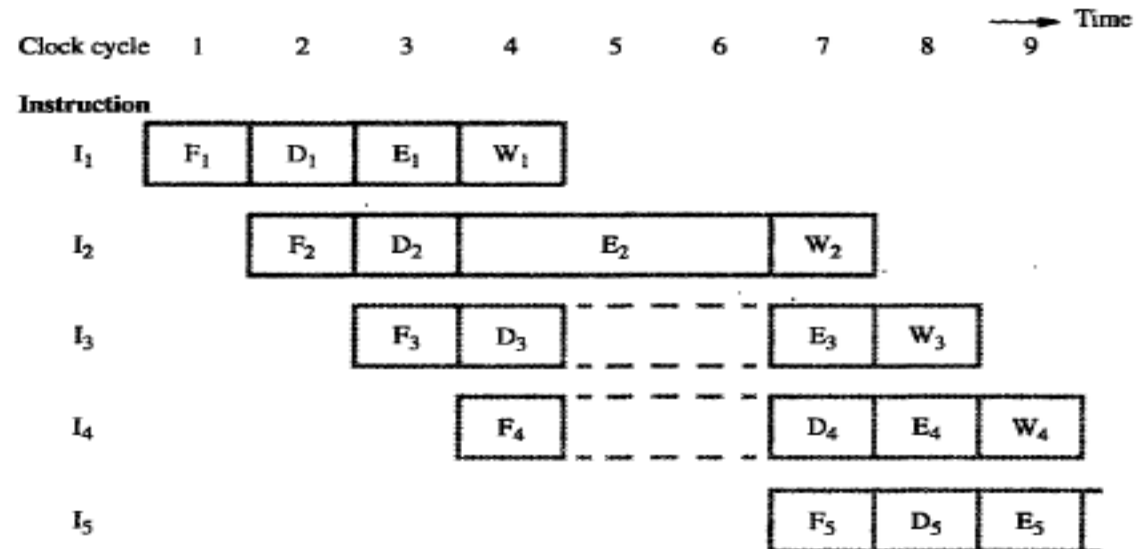 Time
Clock cycle 1 2 3 4 5 6 7 8 9
Instruction
I₁ F₁ D₁ E₁ W₁
I₂ F₂ D₂ E₂ W₂
I₃ F₃ D₃ E₃ W₃
I₄ F₄ D₄ E₄ W₄
I₅ F₅ D₅ E₅